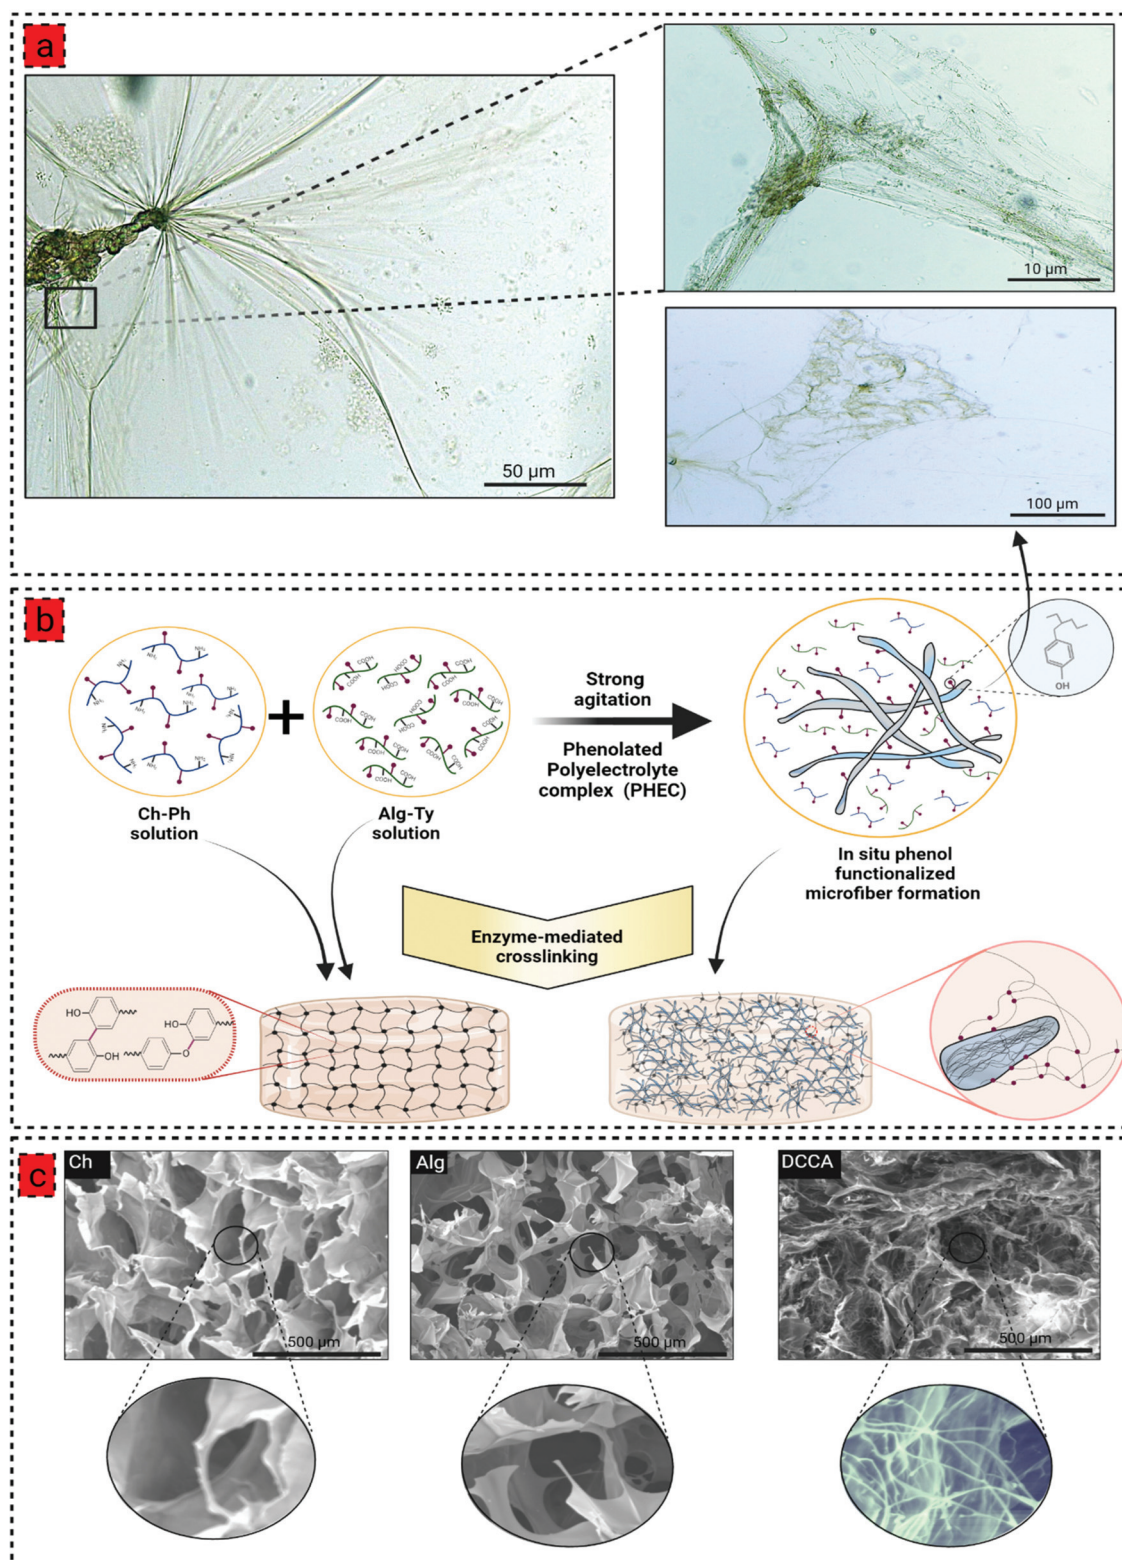 a
10 µm
50 µm
100 µm
b
NH₂
COOH
Strong
agitation
Phenolated
Polyelectrolyte
complex (PHEC)
OH
Ch-Ph
solution
Alg-Ty
solution
In situ phenol
functionalized
microfiber formation
Enzyme-mediated
crosslinking
HO
HO
OH
O
c
Ch
Alg
DCCA
500 µm
500 µm
500 µm